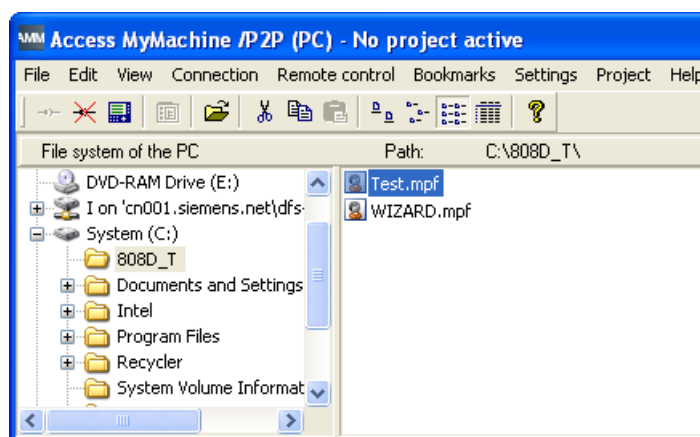 AMM Access MyMachine /P2P (PC) - No project active
File Edit View Connection Remote control Bookmarks Settings Project Help
File system of the PC Path: C:\808D_T\
DVD-RAM Drive (E:)
I on 'cn001.siemens.net\dfs-
System (C:)
808D_T
Documents and Settings
Intel
Program Files
Recycler
System Volume Informat
Test.mpf
WIZARD.mpf